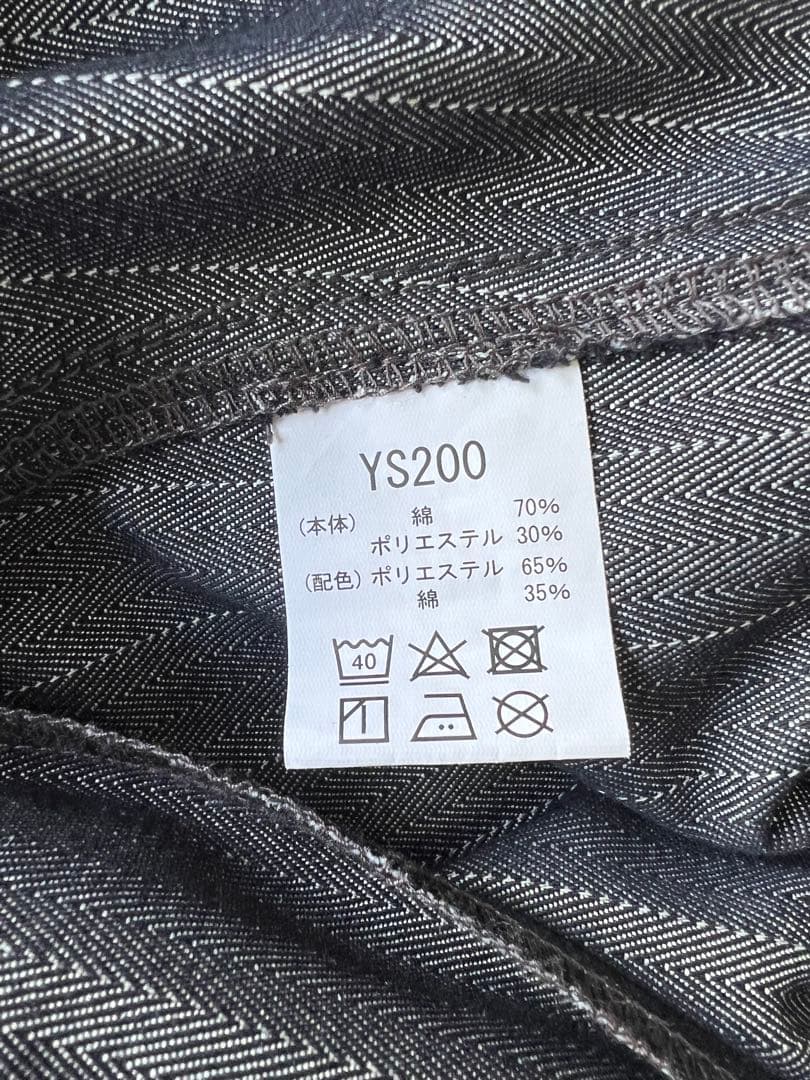 YS200
(本体) 綿 70%
ポリエステル 30%
(配色) ポリエステル 65%
綿 35%
40